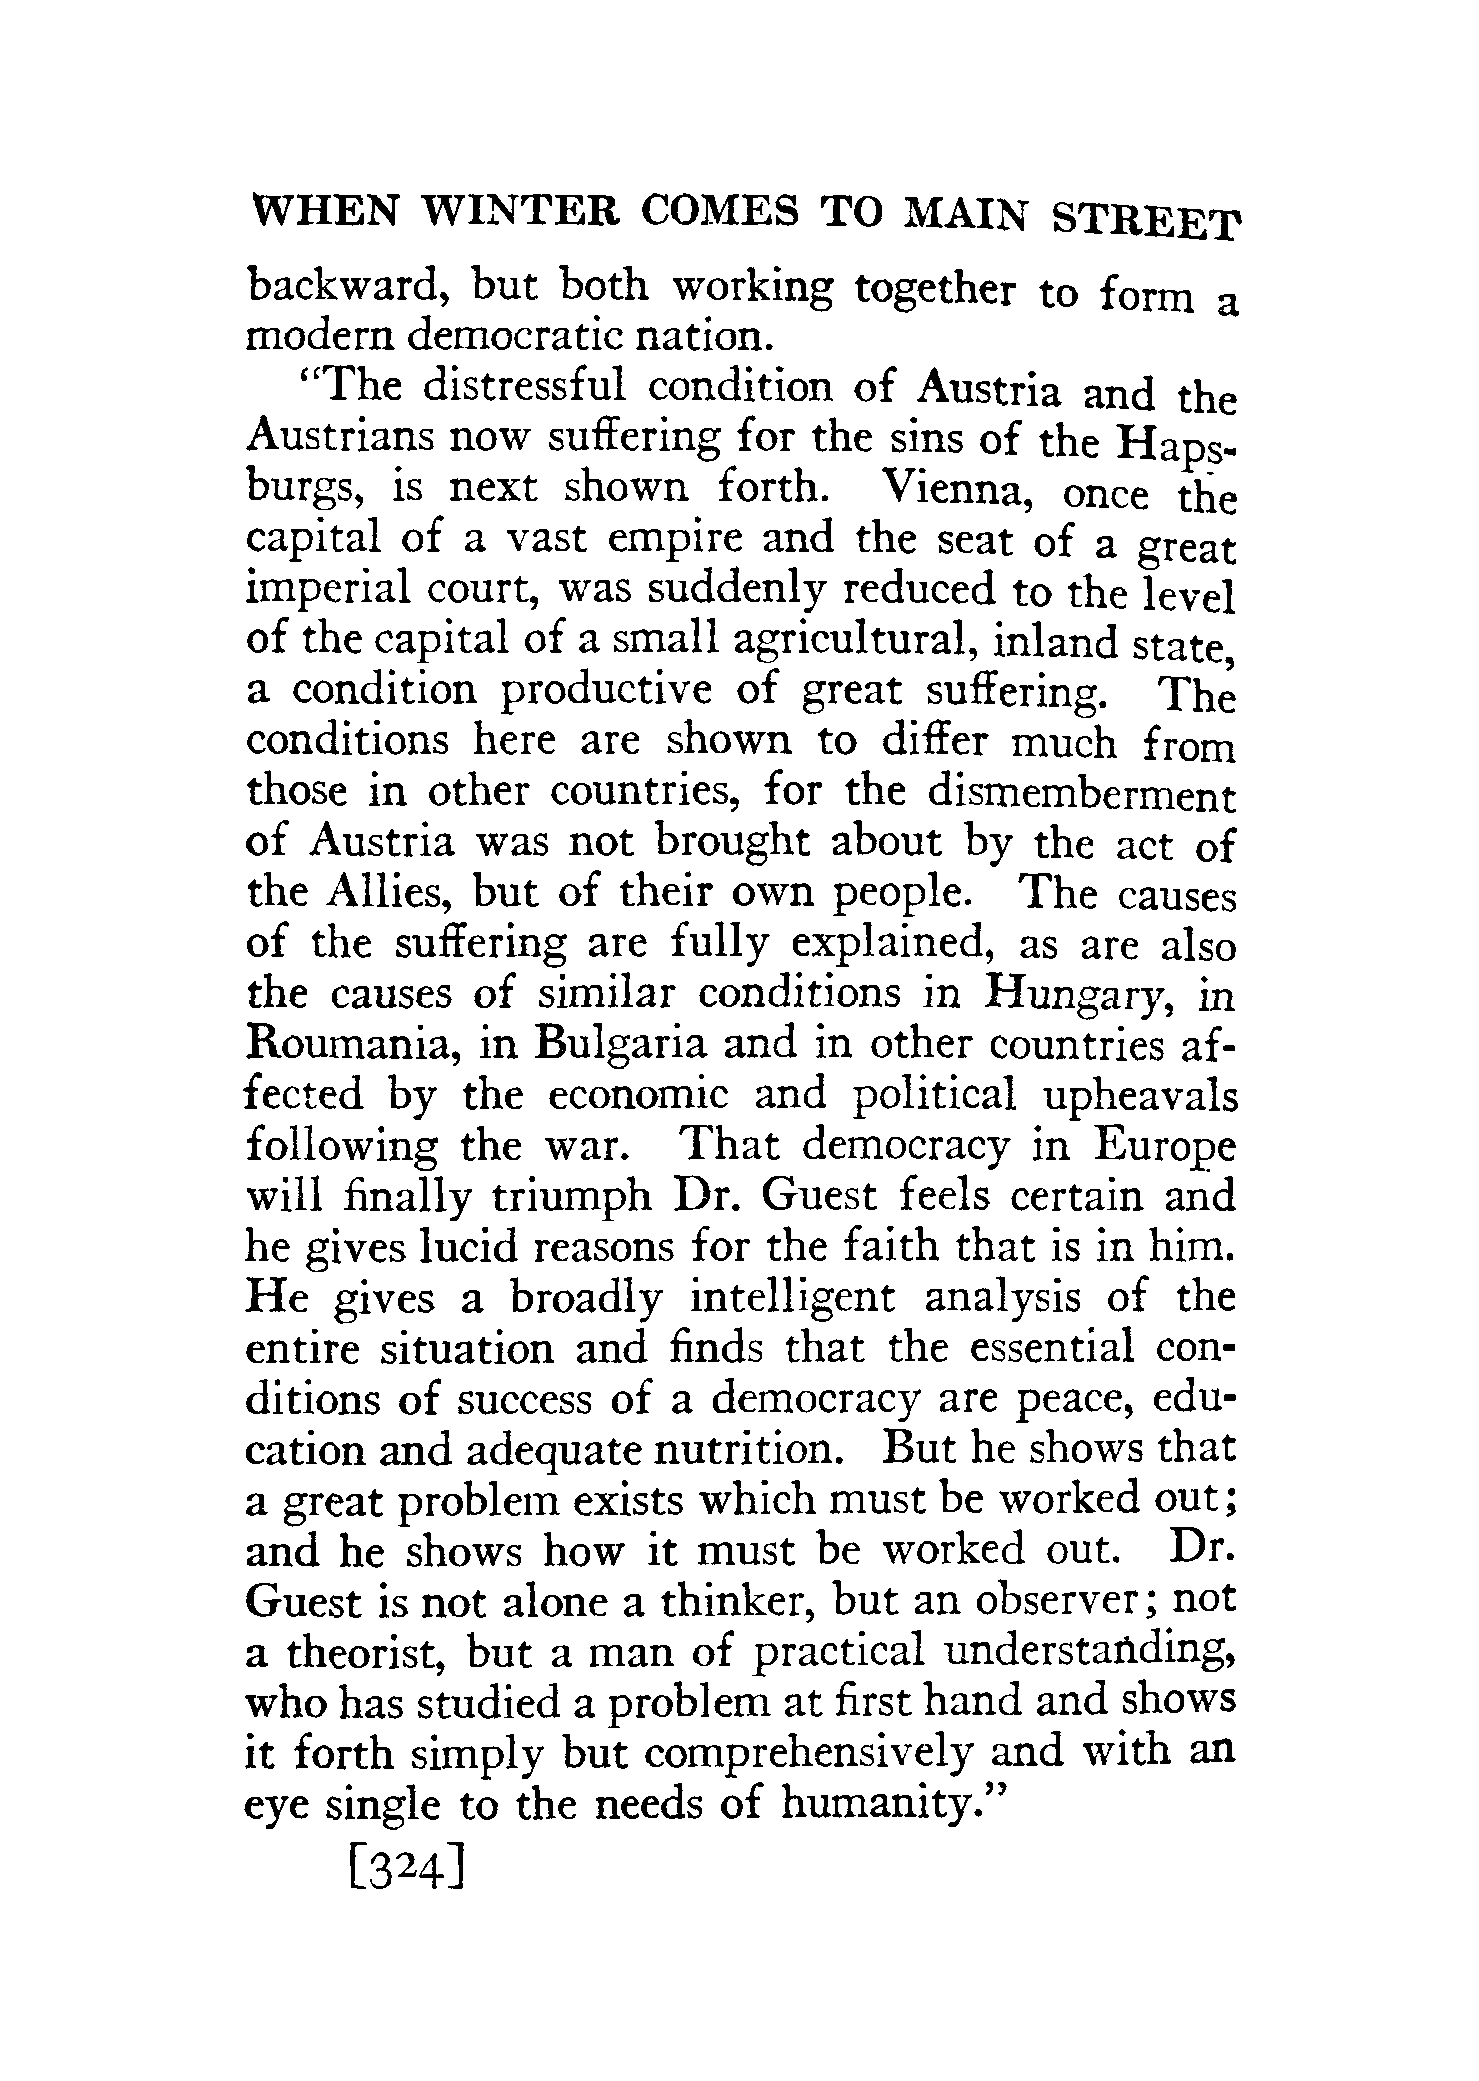 WHEN WINTER COMES TO MAIN STREET
backward, but both working together to form a
modern democratic nation.
"The distressful condition of Austria and the
Austrians now suffering for the sins of the Haps-
burgs, is next shown forth. Vienna, once the
capital of a vast empire and the seat of a great
imperial court, was suddenly reduced to the level
of the capital of a small agricultural, inland state,
a condition productive of great suffering. The
conditions here are shown to differ much from
those in other countries, for the dismemberment
of Austria was not brought about by the act of
the Allies, but of their own people. The causes
of the suffering are fully explained, as are also
the causes of similar conditions in Hungary, in
Roumania, in Bulgaria and in other countries af-
fected by the economic and political upheavals
following the war. That democracy in Europe
will finally triumph Dr. Guest feels certain and
he gives lucid reasons for the faith that is in him.
He gives a broadly intelligent analysis of the
entire situation and finds that the essential con-
ditions of success of a democracy are peace, edu-
cation and adequate nutrition. But he shows that
a great problem exists which must be worked out;
and he shows how it must be worked out. Dr.
Guest is not alone a thinker, but an observer; not
a theorist, but a man of practical understanding,
who has studied a problem at first hand and shows
it forth simply but comprehensively and with an
eye single to the needs of humanity."
[324]